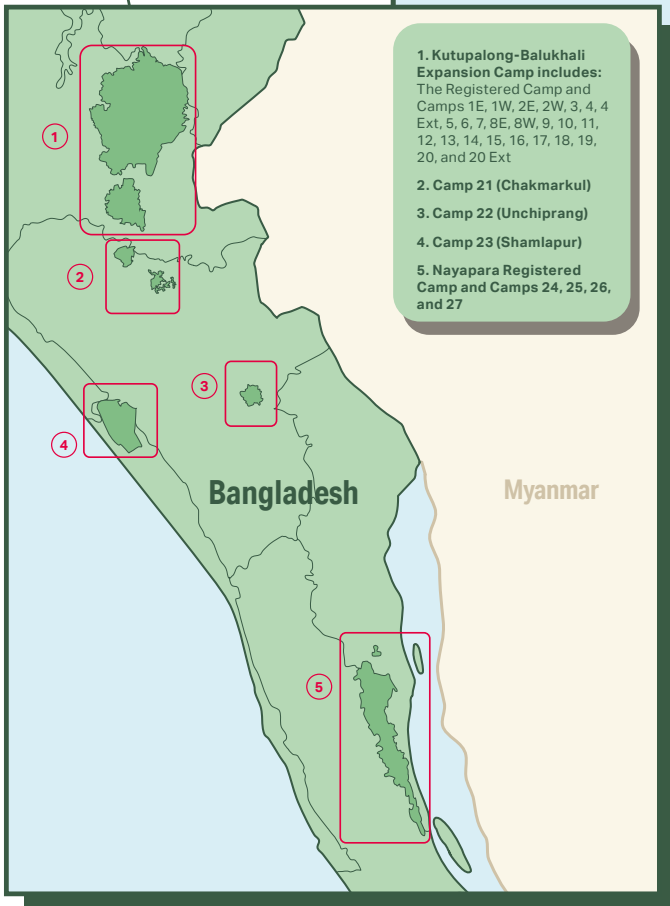 1. Kutupalong-Balukhali
Expansion Camp includes:
The Registered Camp and
Camps 1E, 1W, 2E, 2W, 3, 4, 4
Ext, 5, 6, 7, 8E, 8W, 9, 10, 11,
12, 13, 14, 15, 16, 17, 18, 19,
20, and 20 Ext
2. Camp 21 (Chakmarkul)
3. Camp 22 (Unchiprang)
4. Camp 23 (Shamlapur)
5. Nayapara Registered
Camp and Camps 24, 25, 26,
and 27
1
2
3
4
Bangladesh
Myanmar
5